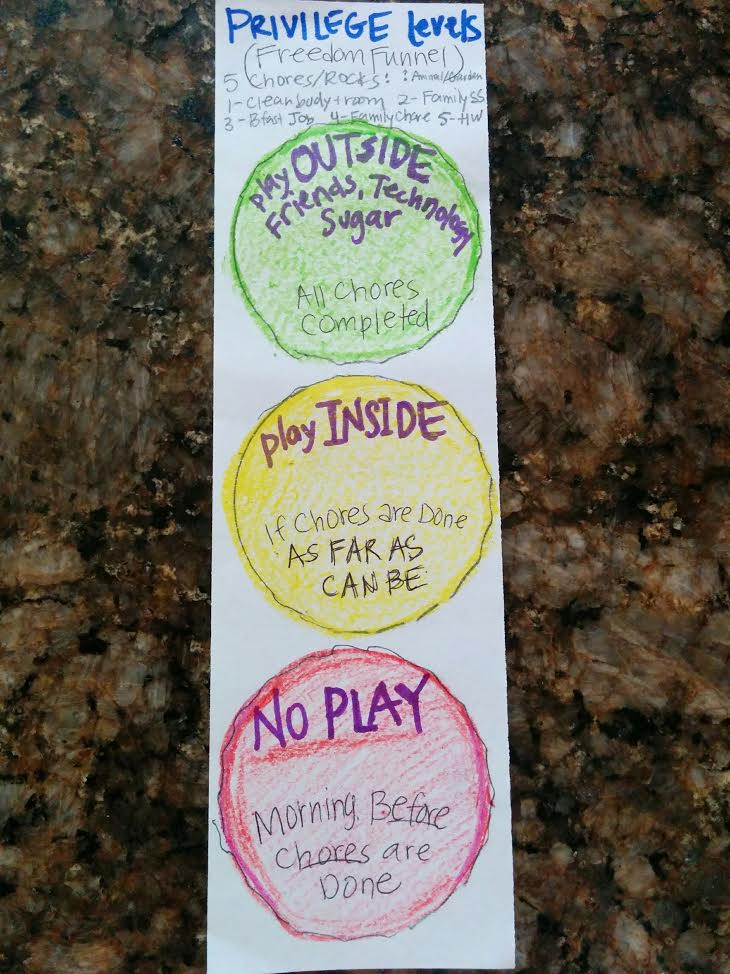 PRIVILEGE levels
(Freedom Funnel)
5 Chores/Rocks: : Animal/Garden
1-Clean body + room 2- Family SS
3- Bfast Job 4- Family Chore 5- HW
play OUTSIDE
Friends, Technology
Sugar
All Chores
Completed
play INSIDE
If Chores are Done
AS FAR AS
CAN BE
NO PLAY
Morning Before
Chores are
Done